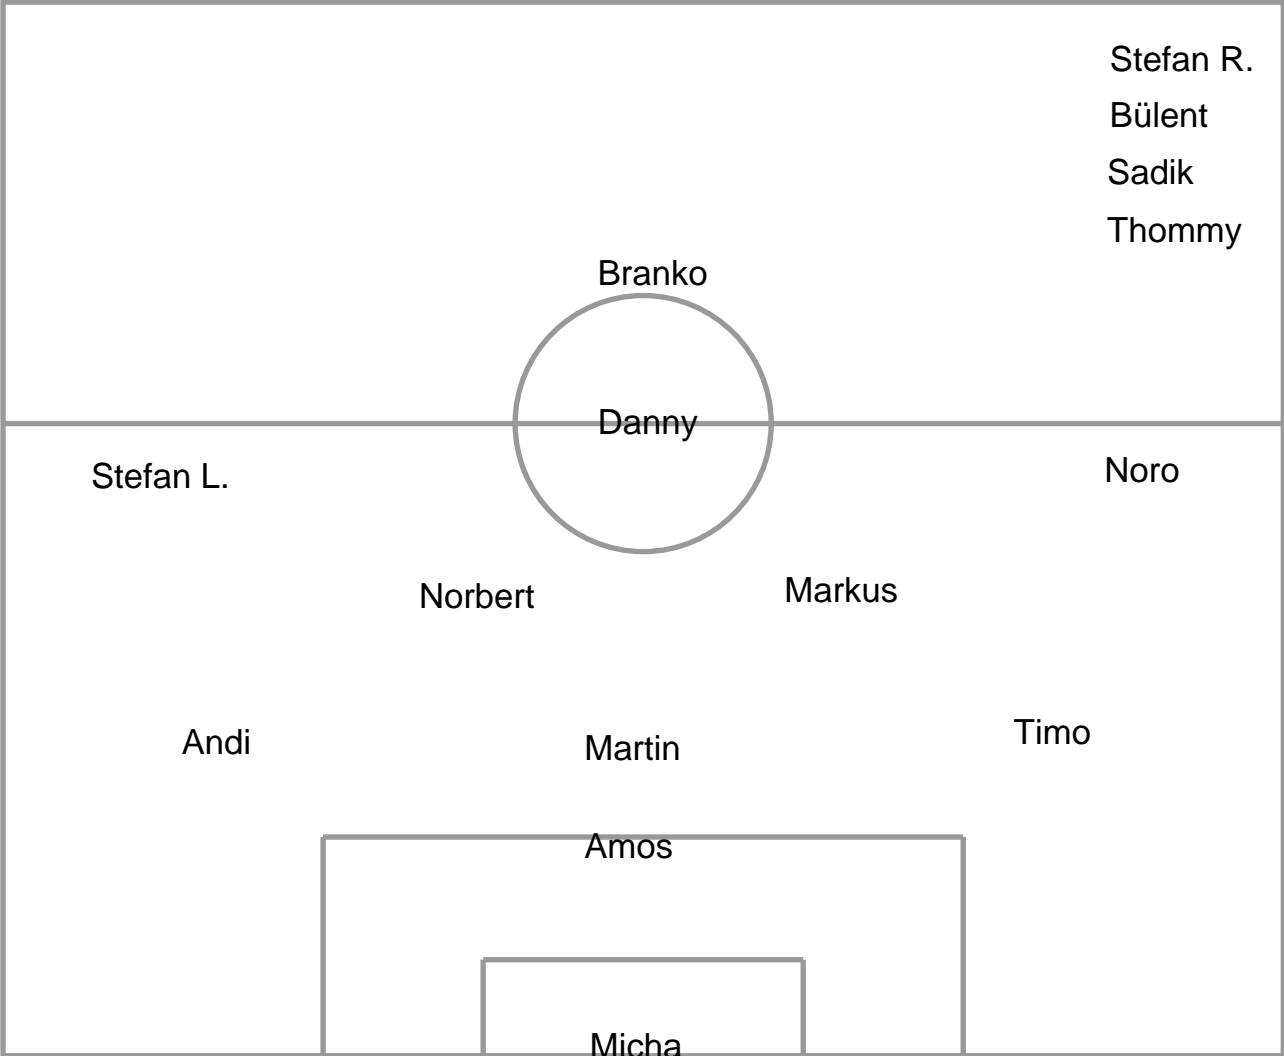 Stefan R.
Bülent
Sadik
Thommy
Branko
Danny
Stefan L.
Noro
Norbert
Markus
Andi
Martin
Timo
Amos
Micha